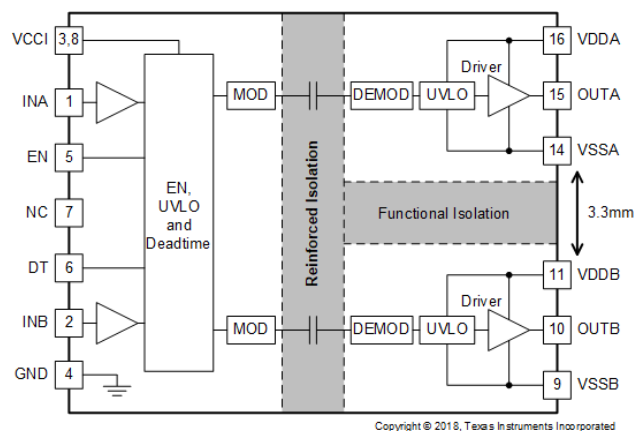 VCCI 3,8
16 VDDA
Driver
INA 1
MOD
DEMOD
UVLO
15 OUTA
EN 5
14 VSSA
EN,
UVLO
and
Deadtime
Reinforced Isolation
NC 7
Functional Isolation
3.3mm
DT 6
11 VDDB
Driver
INB 2
MOD
DEMOD
UVLO
10 OUTB
GND 4
9 VSSB
Copyright © 2018, Texas Instruments Incorporated